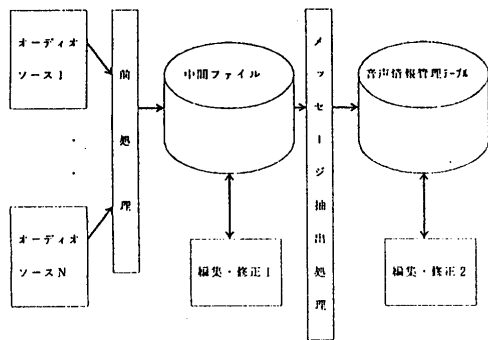 オーディオ
ソース1
オーディオ
ソースN
前処理
中間ファイル
編集・修正1
メッセージ抽出処理
音声情報管理テーブル
編集・修正2